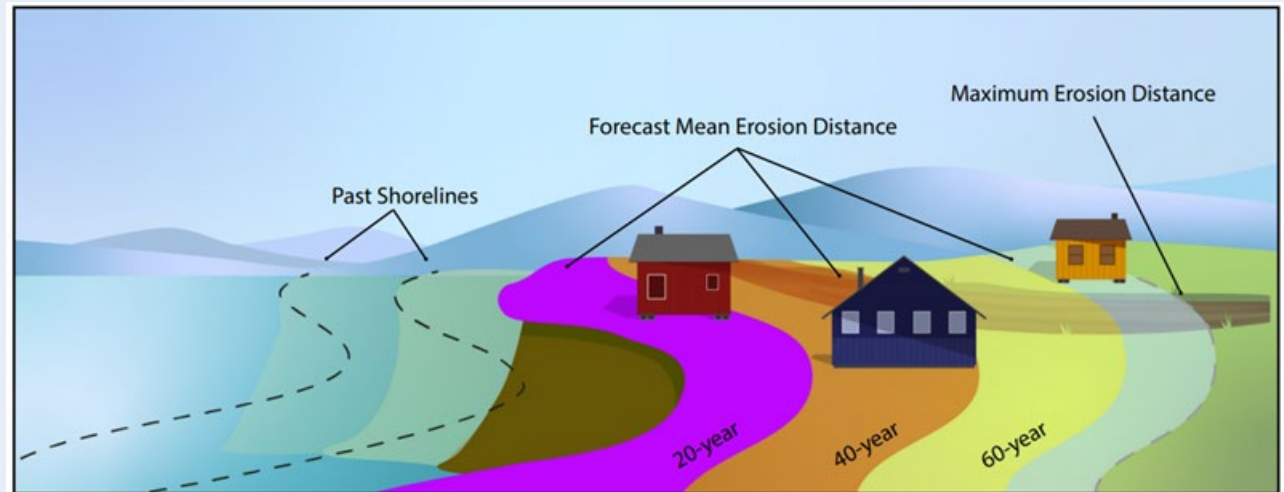 Maximum Erosion Distance
Forecast Mean Erosion Distance
Past Shorelines
20-year
40-year
60-year